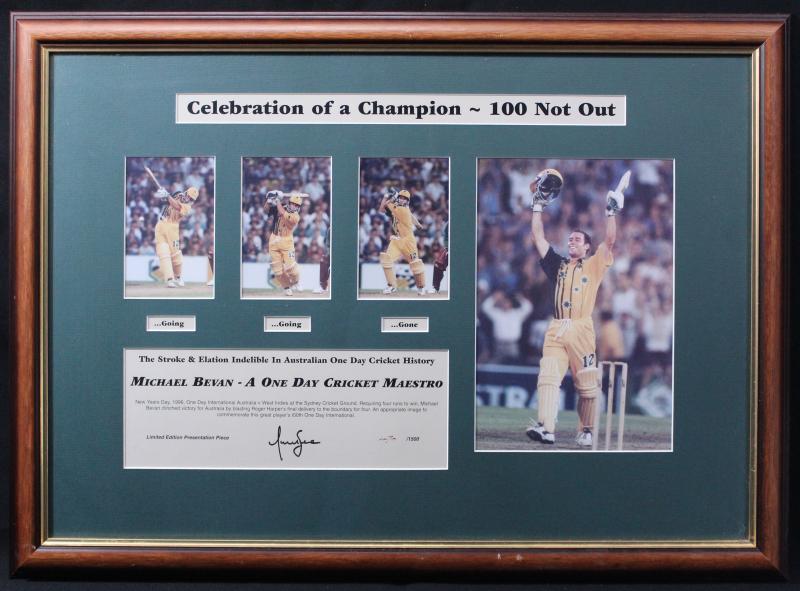 Celebration of a Champion ~ 100 Not Out
...Going
...Going
...Gone
The Stroke & Elation Indelible In Australian One Day Cricket History
MICHAEL BEVAN - A ONE DAY CRICKET MAESTRO
New Years Day, 1996, One Day International Australia v West Indies at the Sydney Cricket Ground. Requiring four runs to win, Michael
Bevan clinched victory for Australia by blasting Roger Harper's final delivery to the boundary for four. An appropriate image to
commemorate this great player's 100th One Day International.
Limited Edition Presentation Piece
/1500
12
TRA